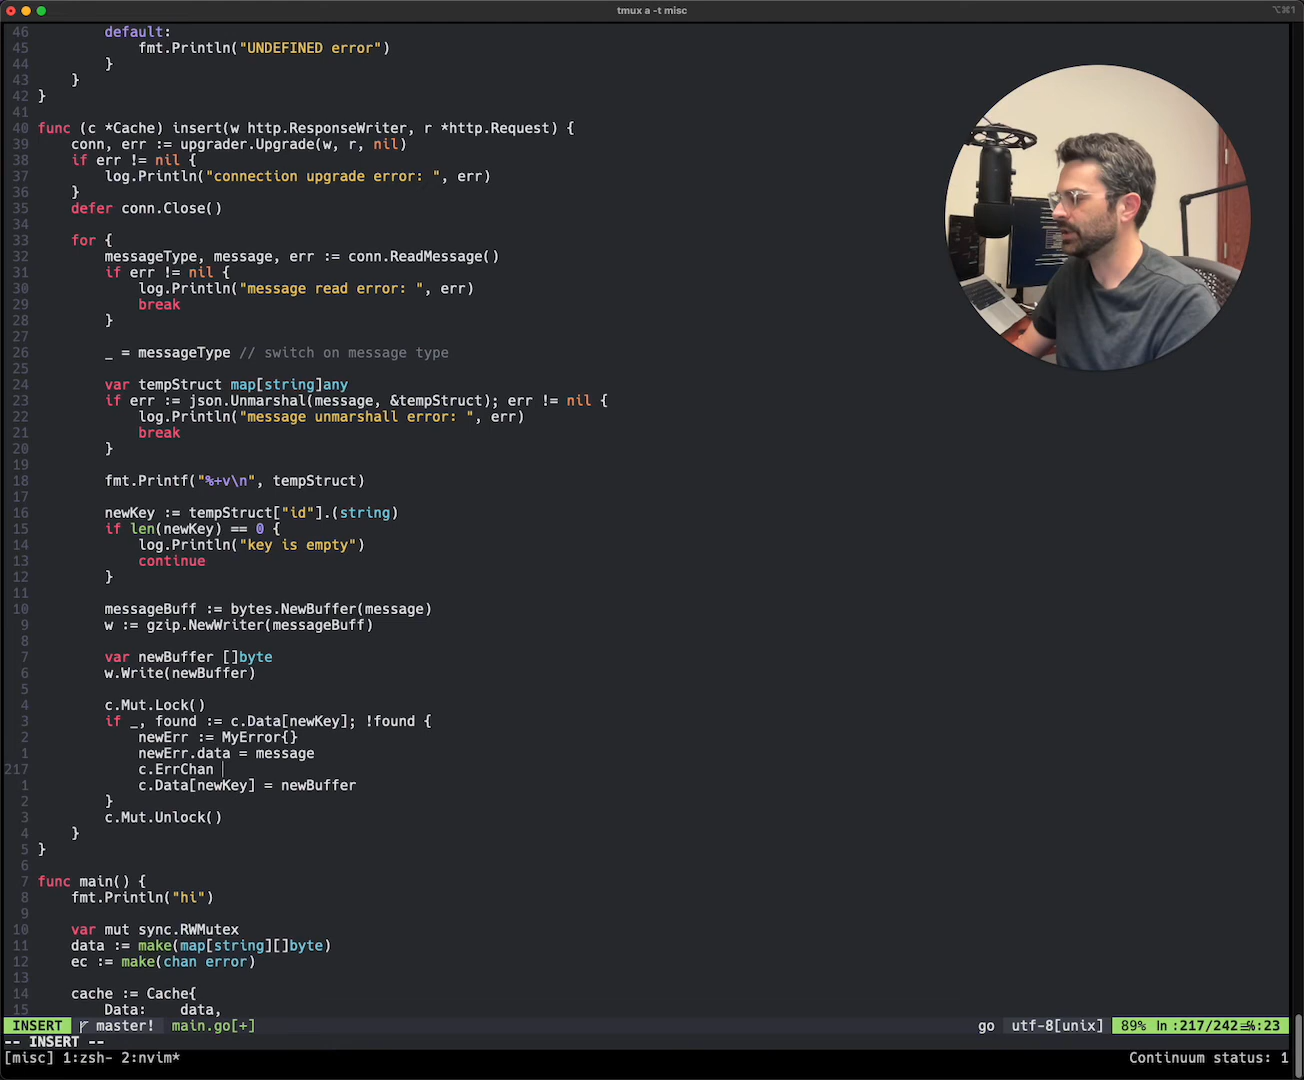 tmux a -t misc
⌥⌘1
46 default:
45 fmt.Println("UNDEFINED error")
44 }
43 }
42 }
41
40 func (c *Cache) insert(w http.ResponseWriter, r *http.Request) {
39 conn, err := upgrader.Upgrade(w, r, nil)
38 if err != nil {
37 log.Println("connection upgrade error: ", err)
36 }
35 defer conn.Close()
34
33 for {
32 messageType, message, err := conn.ReadMessage()
31 if err != nil {
30 log.Println("message read error: ", err)
29 break
28 }
27
26 _ = messageType // switch on message type
25
24 var tempStruct map[string]any
23 if err := json.Unmarshal(message, &tempStruct); err != nil {
22 log.Println("message unmarshall error: ", err)
21 break
20 }
19
18 fmt.Printf("%+v\n", tempStruct)
17
16 newKey := tempStruct["id"].(string)
15 if len(newKey) == 0 {
14 log.Println("key is empty")
13 continue
12 }
11
10 messageBuff := bytes.NewBuffer(message)
9 w := gzip.NewWriter(messageBuff)
8
7 var newBuffer []byte
6 w.Write(newBuffer)
5
4 c.Mut.Lock()
3 if _, found := c.Data[newKey]; !found {
2 newErr := MyError{}
1 newErr.data = message
217 c.ErrChan
1 c.Data[newKey] = newBuffer
2 }
3 c.Mut.Unlock()
4 }
5 }
6
7 func main() {
8 fmt.Println("hi")
9
10 var mut sync.RWMutex
11 data := make(map[string][]byte)
12 ec := make(chan error)
13
14 cache := Cache{
15 Data: data,
INSERT master! main.go[+] go utf-8[unix] 89% ln :217/242≡%:23
-- INSERT --
[misc] 1:zsh- 2:nvim* Continuum status: 1